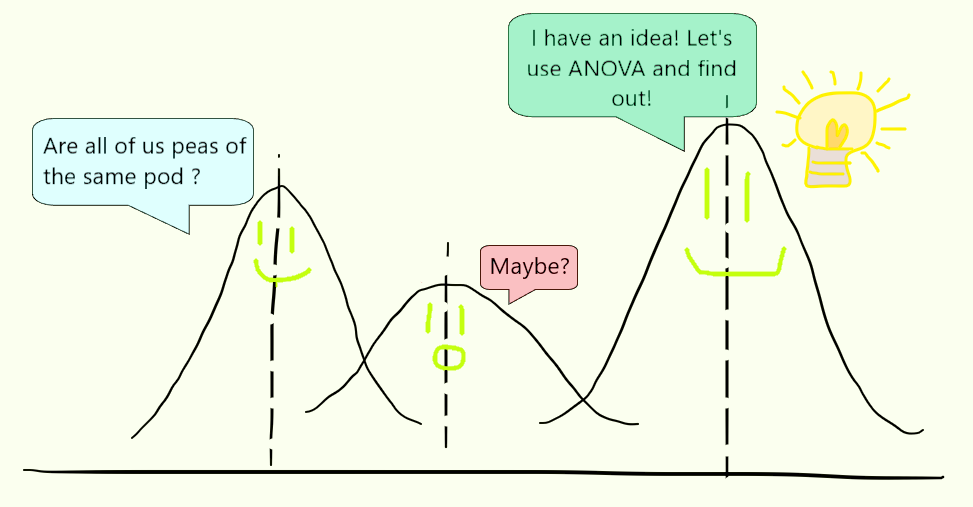 Are all of us peas of
the same pod ?
Maybe?
I have an idea! Let's
use ANOVA and find
out!